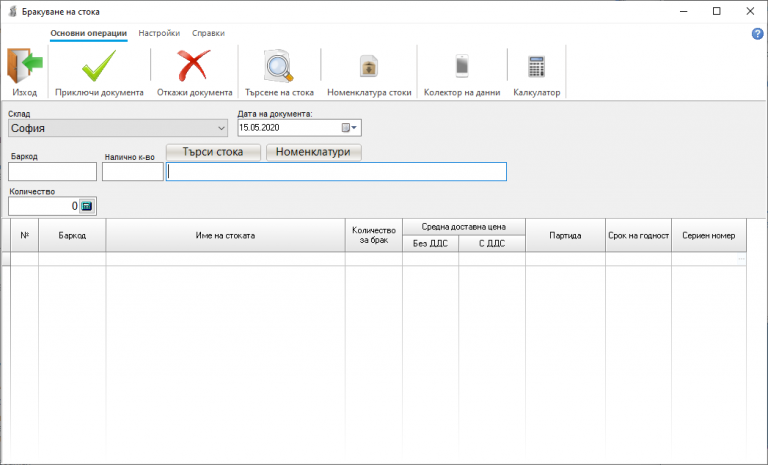 Бракуване на стока
Основни операции Настройки Справки
Изход Приключи документа Откажи документа Търсене на стока Номенклатура стоки Колектор на данни Калкулатор
Склад Дата на документа:
София 15.05.2020
Баркод Налично к-во Търси стока Номенклатури
Количество
0
№ Баркод Име на стоката Количество за брак Средна доставна цена Партида Срок на годност Сериен номер
Без ДДС С ДДС